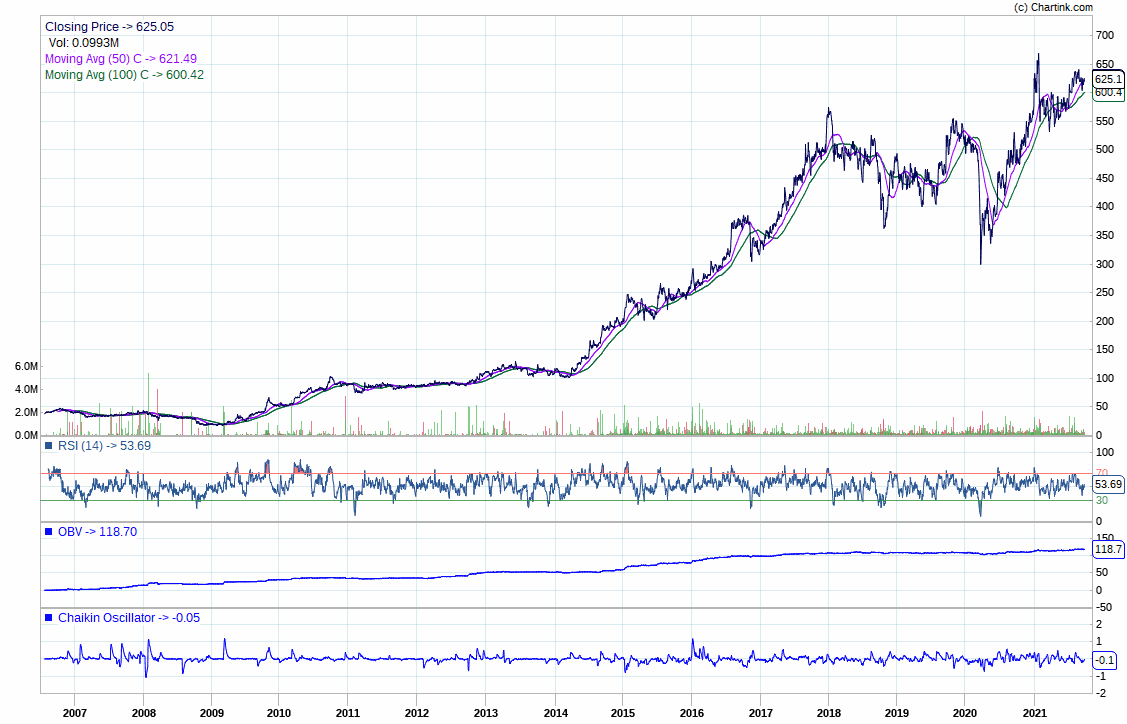 (c) Chartink.com
Closing Price -> 625.05
Vol: 0.0993M
Moving Avg (50) C -> 621.49
Moving Avg (100) C -> 600.42
700
650
625.1
600.4
550
500
450
400
350
300
250
200
150
100
50
0
6.0M
4.0M
2.0M
0.0M
RSI (14) -> 53.69
100
70
53.69
30
0
OBV -> 118.70
150
118.7
50
0
-50
Chaikin Oscillator -> -0.05
2
1
-0.1
-1
-2
2007 2008 2009 2010 2011 2012 2013 2014 2015 2016 2017 2018 2019 2020 2021